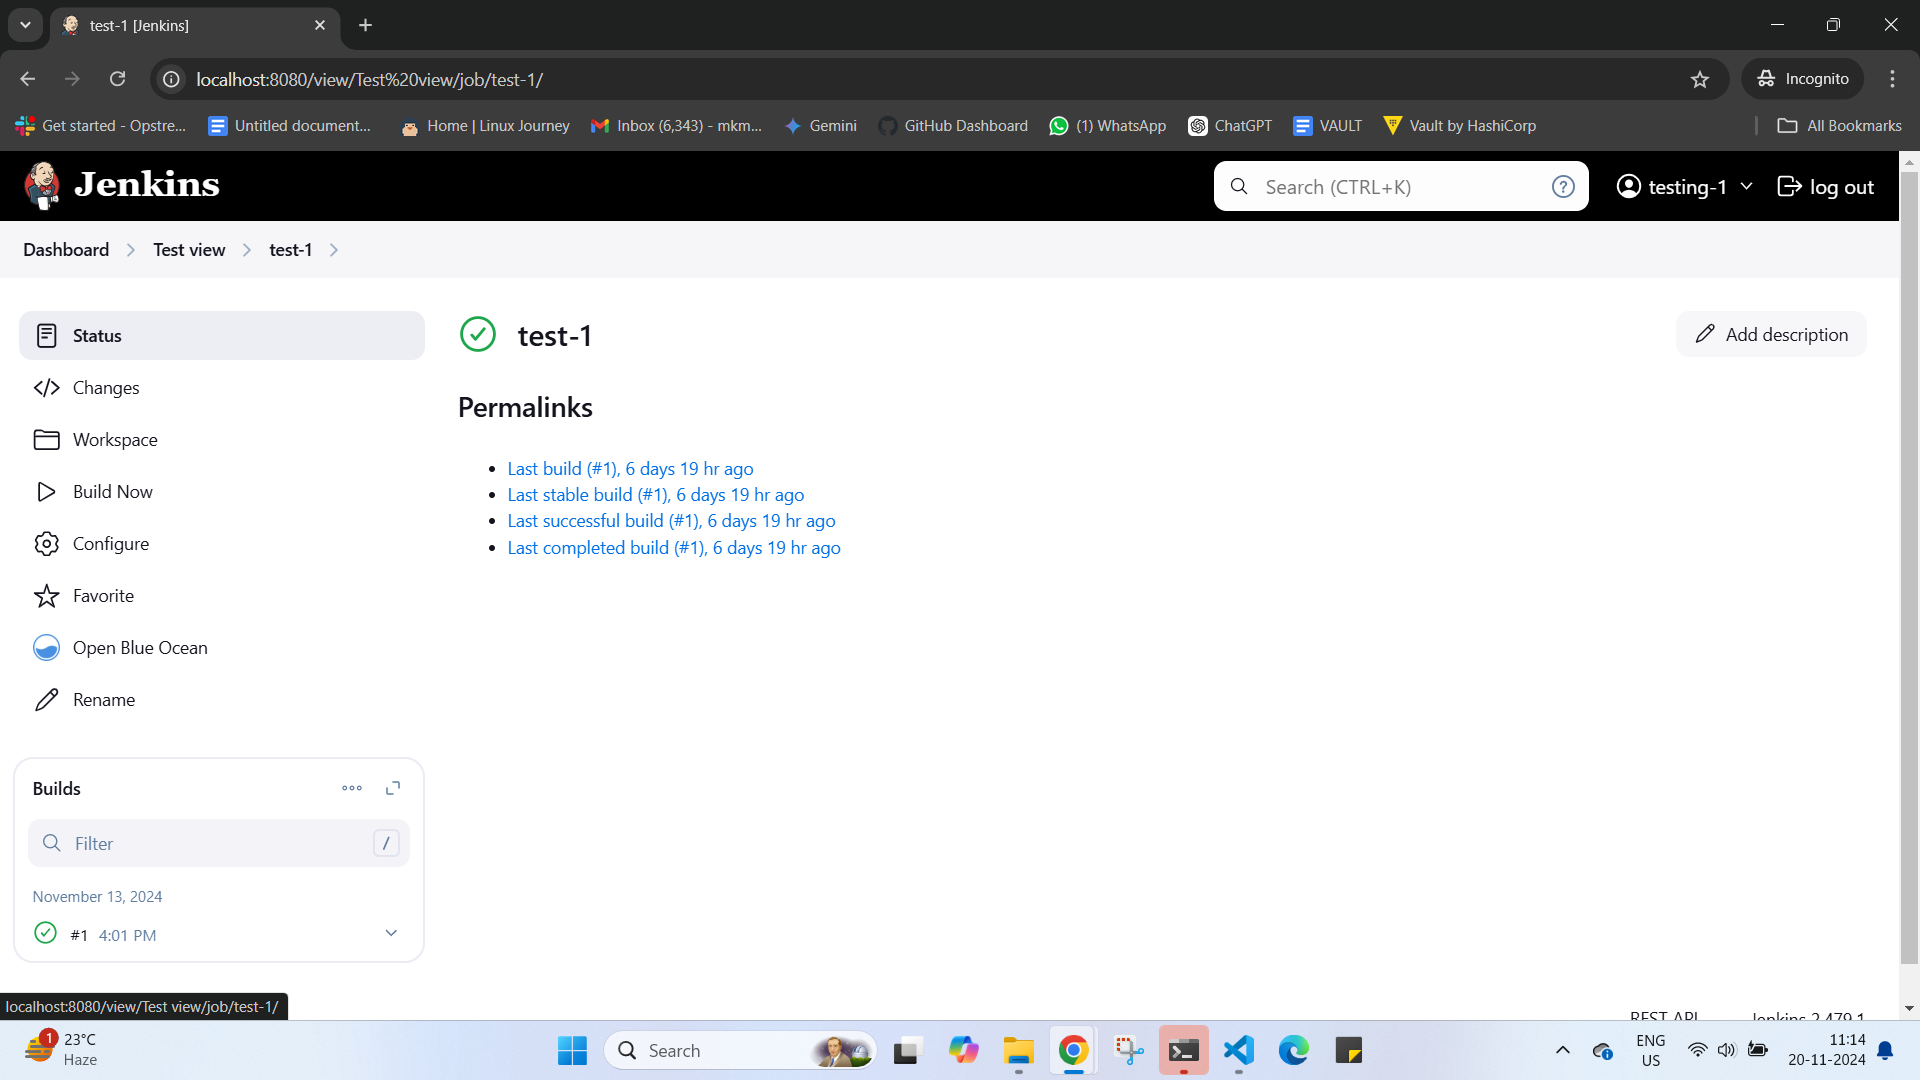 test-1 [Jenkins]
localhost:8080/view/Test%20view/job/test-1/
Incognito
Get started - Opstre...
Untitled document...
Home | Linux Journey
Inbox (6,343) - mkm...
Gemini
GitHub Dashboard
(1) WhatsApp
ChatGPT
VAULT
Vault by HashiCorp
All Bookmarks
Jenkins
Search (CTRL+K)
?
testing-1
log out
Dashboard
Test view
test-1
Status
Changes
Workspace
Build Now
Configure
Favorite
Open Blue Ocean
Rename
test-1
Add description
Permalinks
Last build (#1), 6 days 19 hr ago
Last stable build (#1), 6 days 19 hr ago
Last successful build (#1), 6 days 19 hr ago
Last completed build (#1), 6 days 19 hr ago
Builds
Filter
/
November 13, 2024
#1 4:01 PM
localhost:8080/view/Test view/job/test-1/
REST API
Jenkins 2.479.1
1
23°C
Haze
Search
ENG
US
11:14
20-11-2024